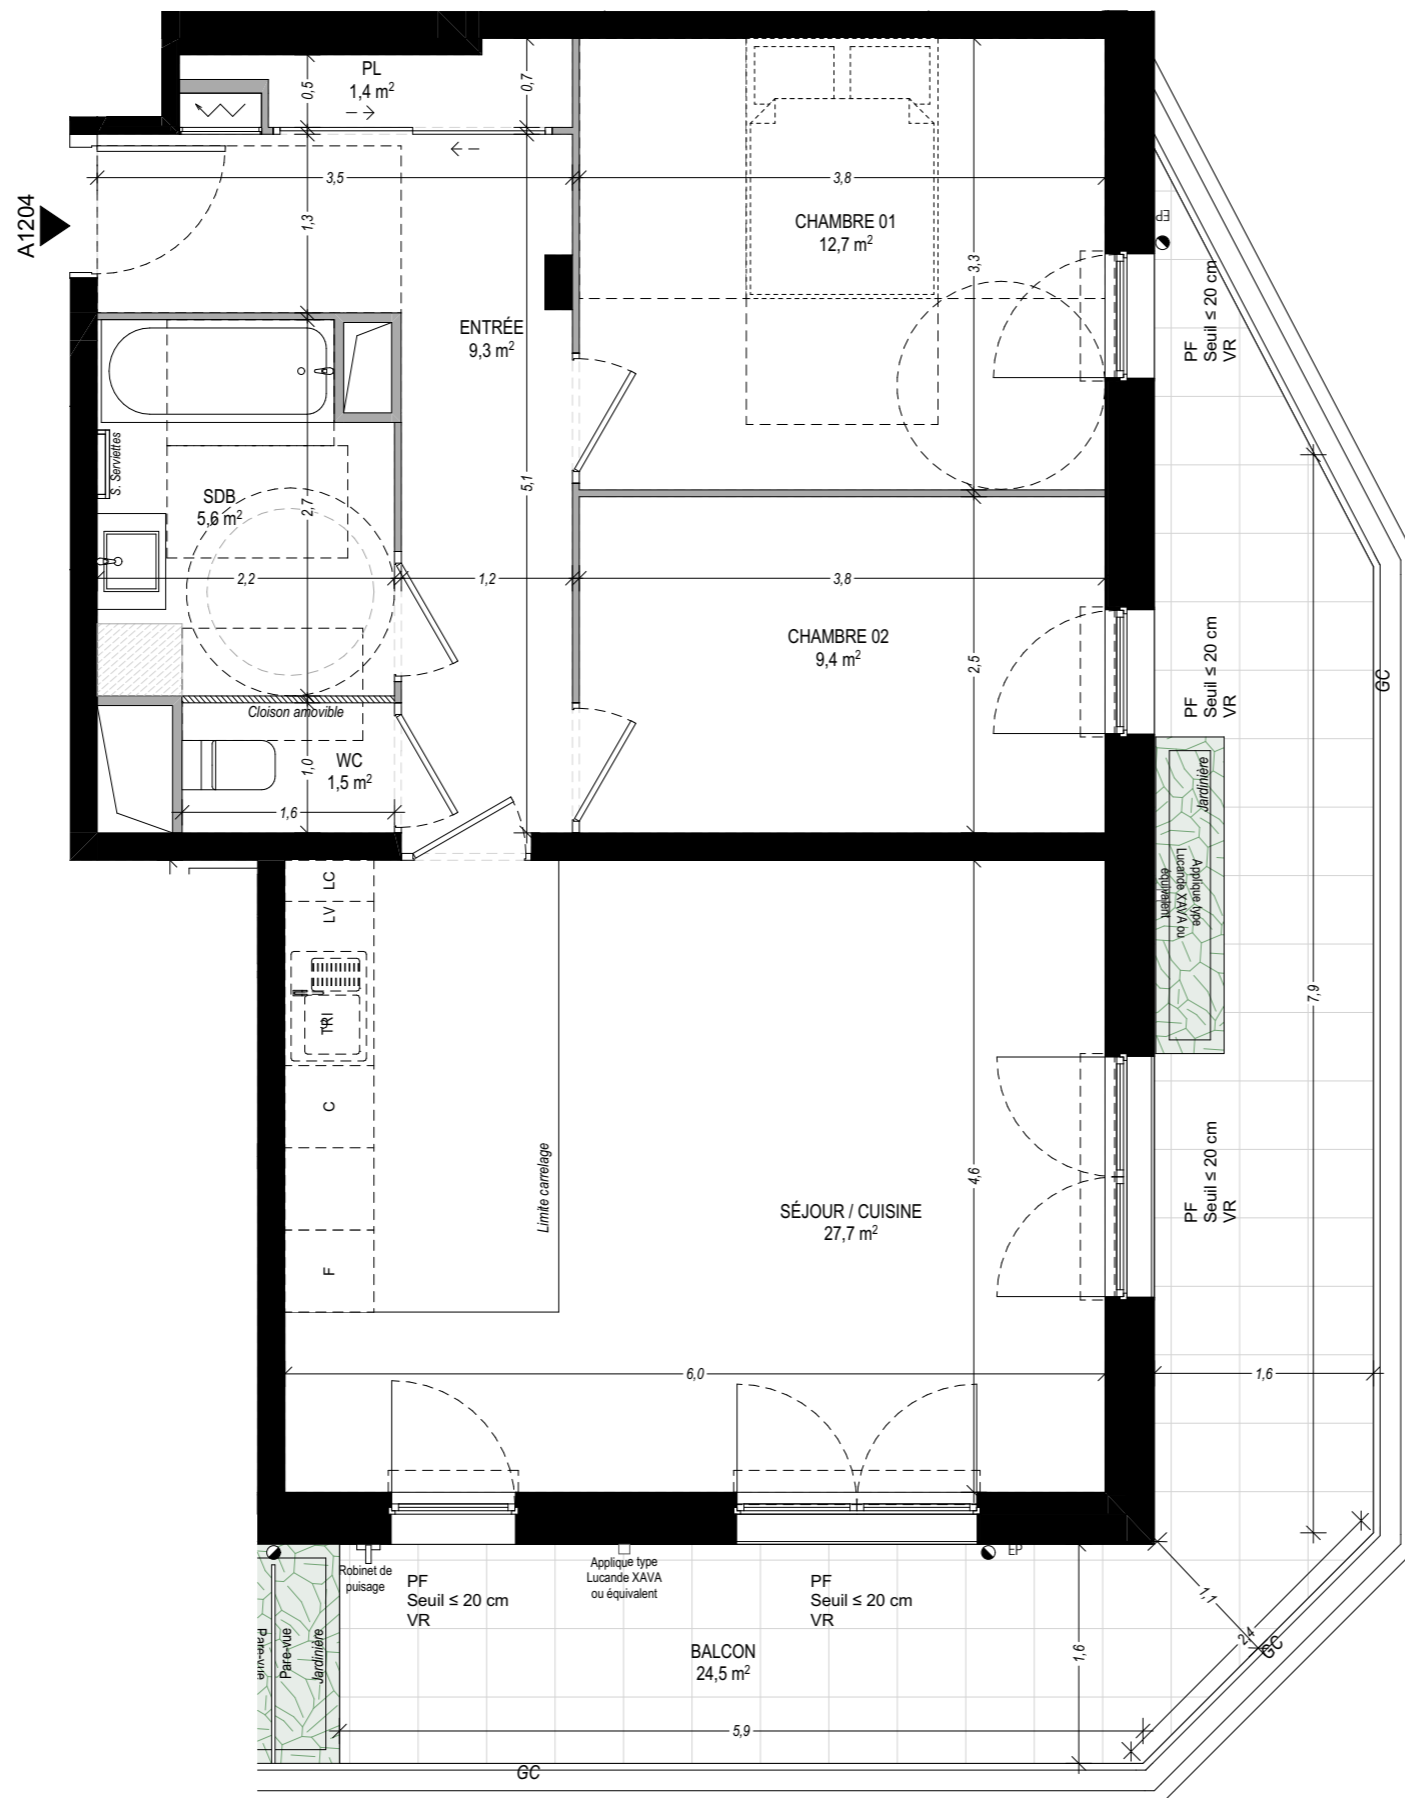 PL
1,4 m²
0,5
0,7
A1204
3,5
3,8
1,3
CHAMBRE 01
12,7 m²
3,3
EP
PF
Seuil ≤ 20 cm
VR
ENTRÉE
9,3 m²
S. Serviettes
SDB
5,6 m²
2,7
5,1
2,2
1,2
3,8
CHAMBRE 02
9,4 m²
2,5
PF
Seuil ≤ 20 cm
VR
GC
Cloison amovible
WC
1,5 m²
1,0
1,6
Jardinière
Applique type
Lucande XAVA ou
équivalent
LC
LV
TRI
C
F
Limite carrelage
7,9
4,6
SÉJOUR / CUISINE
27,7 m²
PF
Seuil ≤ 20 cm
VR
6,0
1,6
Robinet de
puisage
PF
Seuil ≤ 20 cm
VR
Applique type
Lucande XAVA
ou équivalent
PF
Seuil ≤ 20 cm
VR
EP
1,1
2,4
GC
BALCON
24,5 m²
1,6
Pare-vue
Pare-vue
Jardinière
5,9
GC